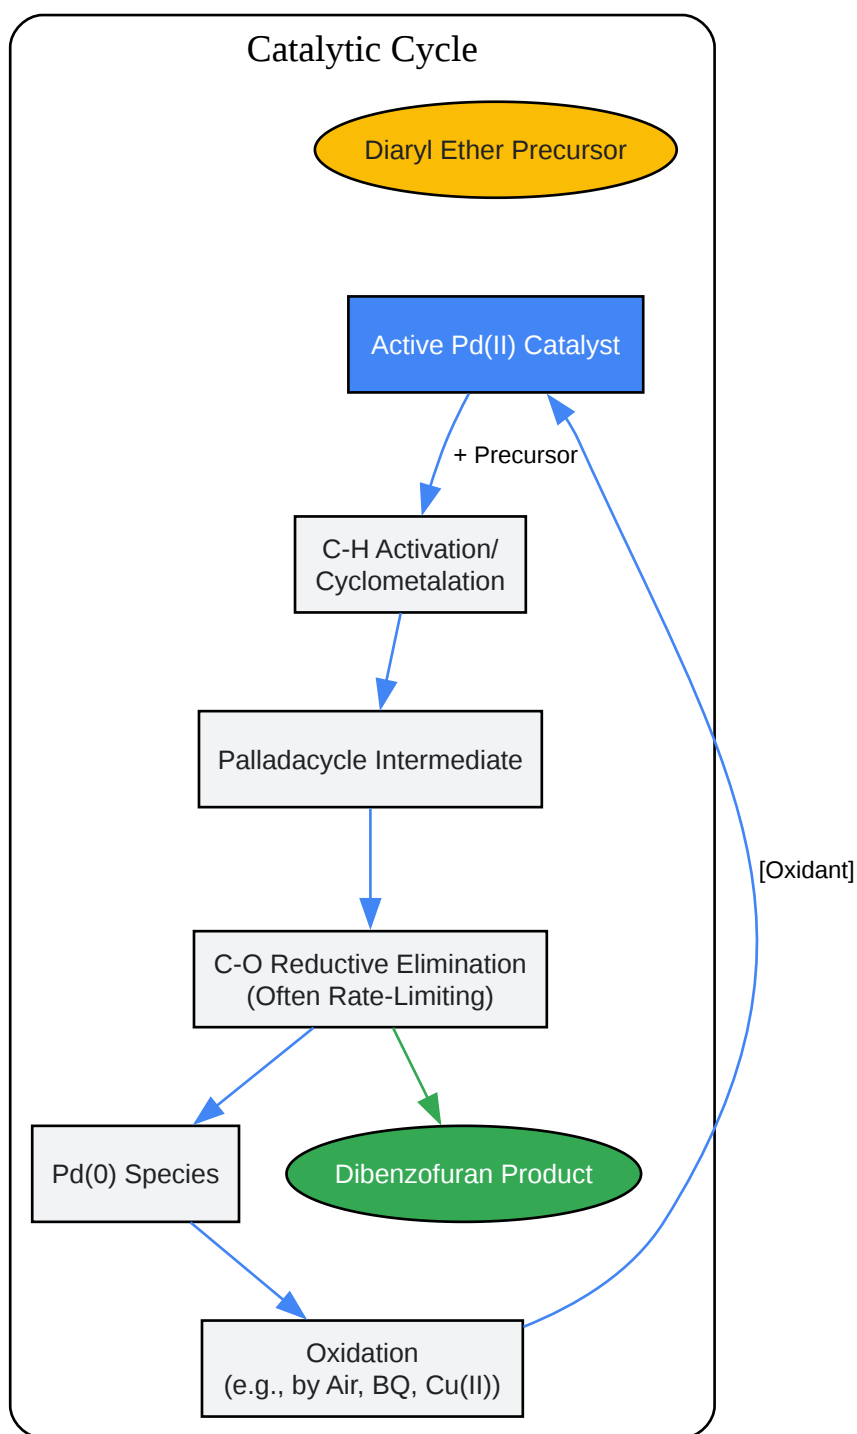 Catalytic Cycle
Diaryl Ether Precursor
Active Pd(II) Catalyst
+ Precursor
C-H Activation/
Cyclometalation
Palladacycle Intermediate
[Oxidant]
C-O Reductive Elimination
(Often Rate-Limiting)
Pd(0) Species
Dibenzofuran Product
Oxidation
(e.g., by Air, BQ, Cu(II))